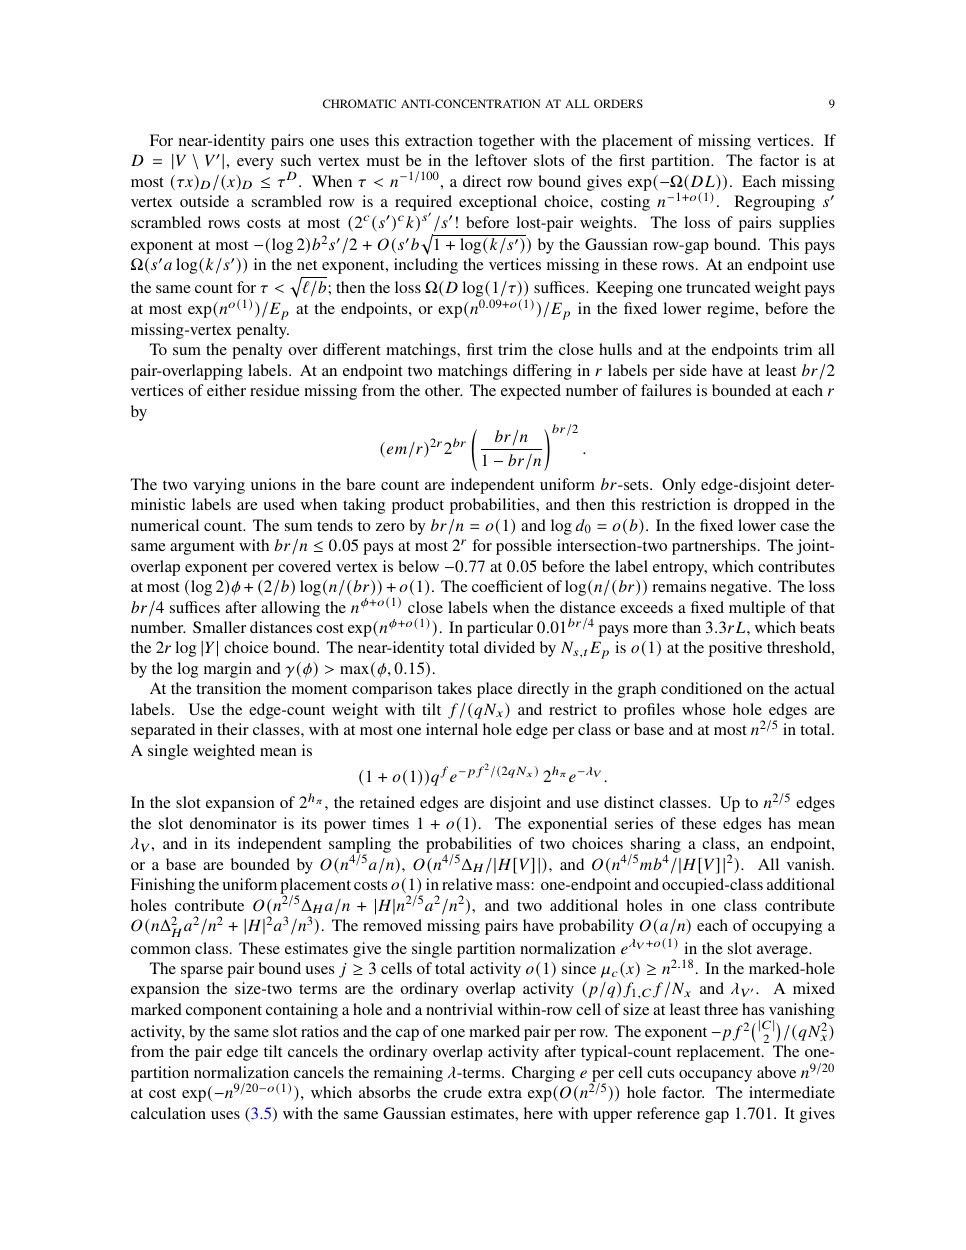 CHROMATIC ANTI-CONCENTRATION AT ALL ORDERS 9
For near-identity pairs one uses this extraction together with the placement of missing vertices. If
D = |V \ V′|, every such vertex must be in the leftover slots of the first partition. The factor is at
most (τx)_D/(x)_D ≤ τ^D. When τ < n^{−1/100}, a direct row bound gives exp(−Ω(DL)). Each missing
vertex outside a scrambled row is a required exceptional choice, costing n^{−1+o(1)}. Regrouping s′
scrambled rows costs at most (2^c(s′)^c k)^{s′}/s′! before lost-pair weights. The loss of pairs supplies
exponent at most −(log 2)b²s′/2 + O(s′b√(1 + log(k/s′))) by the Gaussian row-gap bound. This pays
Ω(s′a log(k/s′)) in the net exponent, including the vertices missing in these rows. At an endpoint use
the same count for τ < √(ℓ/b); then the loss Ω(D log(1/τ)) suffices. Keeping one truncated weight pays
at most exp(n^{o(1)})/E_p at the endpoints, or exp(n^{0.09+o(1)})/E_p in the fixed lower regime, before the
missing-vertex penalty.
To sum the penalty over different matchings, first trim the close hulls and at the endpoints trim all
pair-overlapping labels. At an endpoint two matchings differing in r labels per side have at least br/2
vertices of either residue missing from the other. The expected number of failures is bounded at each r
by
(em/r)^{2r} 2^{br} ( (br/n) / (1 − br/n) )^{br/2}.
The two varying unions in the bare count are independent uniform br-sets. Only edge-disjoint deter-
ministic labels are used when taking product probabilities, and then this restriction is dropped in the
numerical count. The sum tends to zero by br/n = o(1) and log d_0 = o(b). In the fixed lower case the
same argument with br/n ≤ 0.05 pays at most 2^r for possible intersection-two partnerships. The joint-
overlap exponent per covered vertex is below −0.77 at 0.05 before the label entropy, which contributes
at most (log 2)ϕ + (2/b) log(n/(br)) + o(1). The coefficient of log(n/(br)) remains negative. The loss
br/4 suffices after allowing the n^{ϕ+o(1)} close labels when the distance exceeds a fixed multiple of that
number. Smaller distances cost exp(n^{ϕ+o(1)}). In particular 0.01^{br/4} pays more than 3.3rL, which beats
the 2r log |Y| choice bound. The near-identity total divided by N_{s,t}E_p is o(1) at the positive threshold,
by the log margin and γ(ϕ) > max(ϕ, 0.15).
At the transition the moment comparison takes place directly in the graph conditioned on the actual
labels. Use the edge-count weight with tilt f/(qN_x) and restrict to profiles whose hole edges are
separated in their classes, with at most one internal hole edge per class or base and at most n^{2/5} in total.
A single weighted mean is
(1 + o(1))q^f e^{−pf²/(2qN_x)} 2^{h_π} e^{−λ_V}.
In the slot expansion of 2^{h_π}, the retained edges are disjoint and use distinct classes. Up to n^{2/5} edges
the slot denominator is its power times 1 + o(1). The exponential series of these edges has mean
λ_V, and in its independent sampling the probabilities of two choices sharing a class, an endpoint,
or a base are bounded by O(n^{4/5}a/n), O(n^{4/5}Δ_H/|H[V]|), and O(n^{4/5}mb⁴/|H[V]|²). All vanish.
Finishing the uniform placement costs o(1) in relative mass: one-endpoint and occupied-class additional
holes contribute O(n^{2/5}Δ_H a/n + |H|n^{2/5}a²/n²), and two additional holes in one class contribute
O(nΔ_H² a²/n² + |H|²a³/n³). The removed missing pairs have probability O(a/n) each of occupying a
common class. These estimates give the single partition normalization e^{λ_V+o(1)} in the slot average.
The sparse pair bound uses j ≥ 3 cells of total activity o(1) since μ_c(x) ≥ n^{2.18}. In the marked-hole
expansion the size-two terms are the ordinary overlap activity (p/q)f_{1,C}f/N_x and λ_{V′}. A mixed
marked component containing a hole and a nontrivial within-row cell of size at least three has vanishing
activity, by the same slot ratios and the cap of one marked pair per row. The exponent −pf²(|C| choose 2)/(qN_x²)
from the pair edge tilt cancels the ordinary overlap activity after typical-count replacement. The one-
partition normalization cancels the remaining λ-terms. Charging e per cell cuts occupancy above n^{9/20}
at cost exp(−n^{9/20−o(1)}), which absorbs the crude extra exp(O(n^{2/5})) hole factor. The intermediate
calculation uses (3.5) with the same Gaussian estimates, here with upper reference gap 1.701. It gives